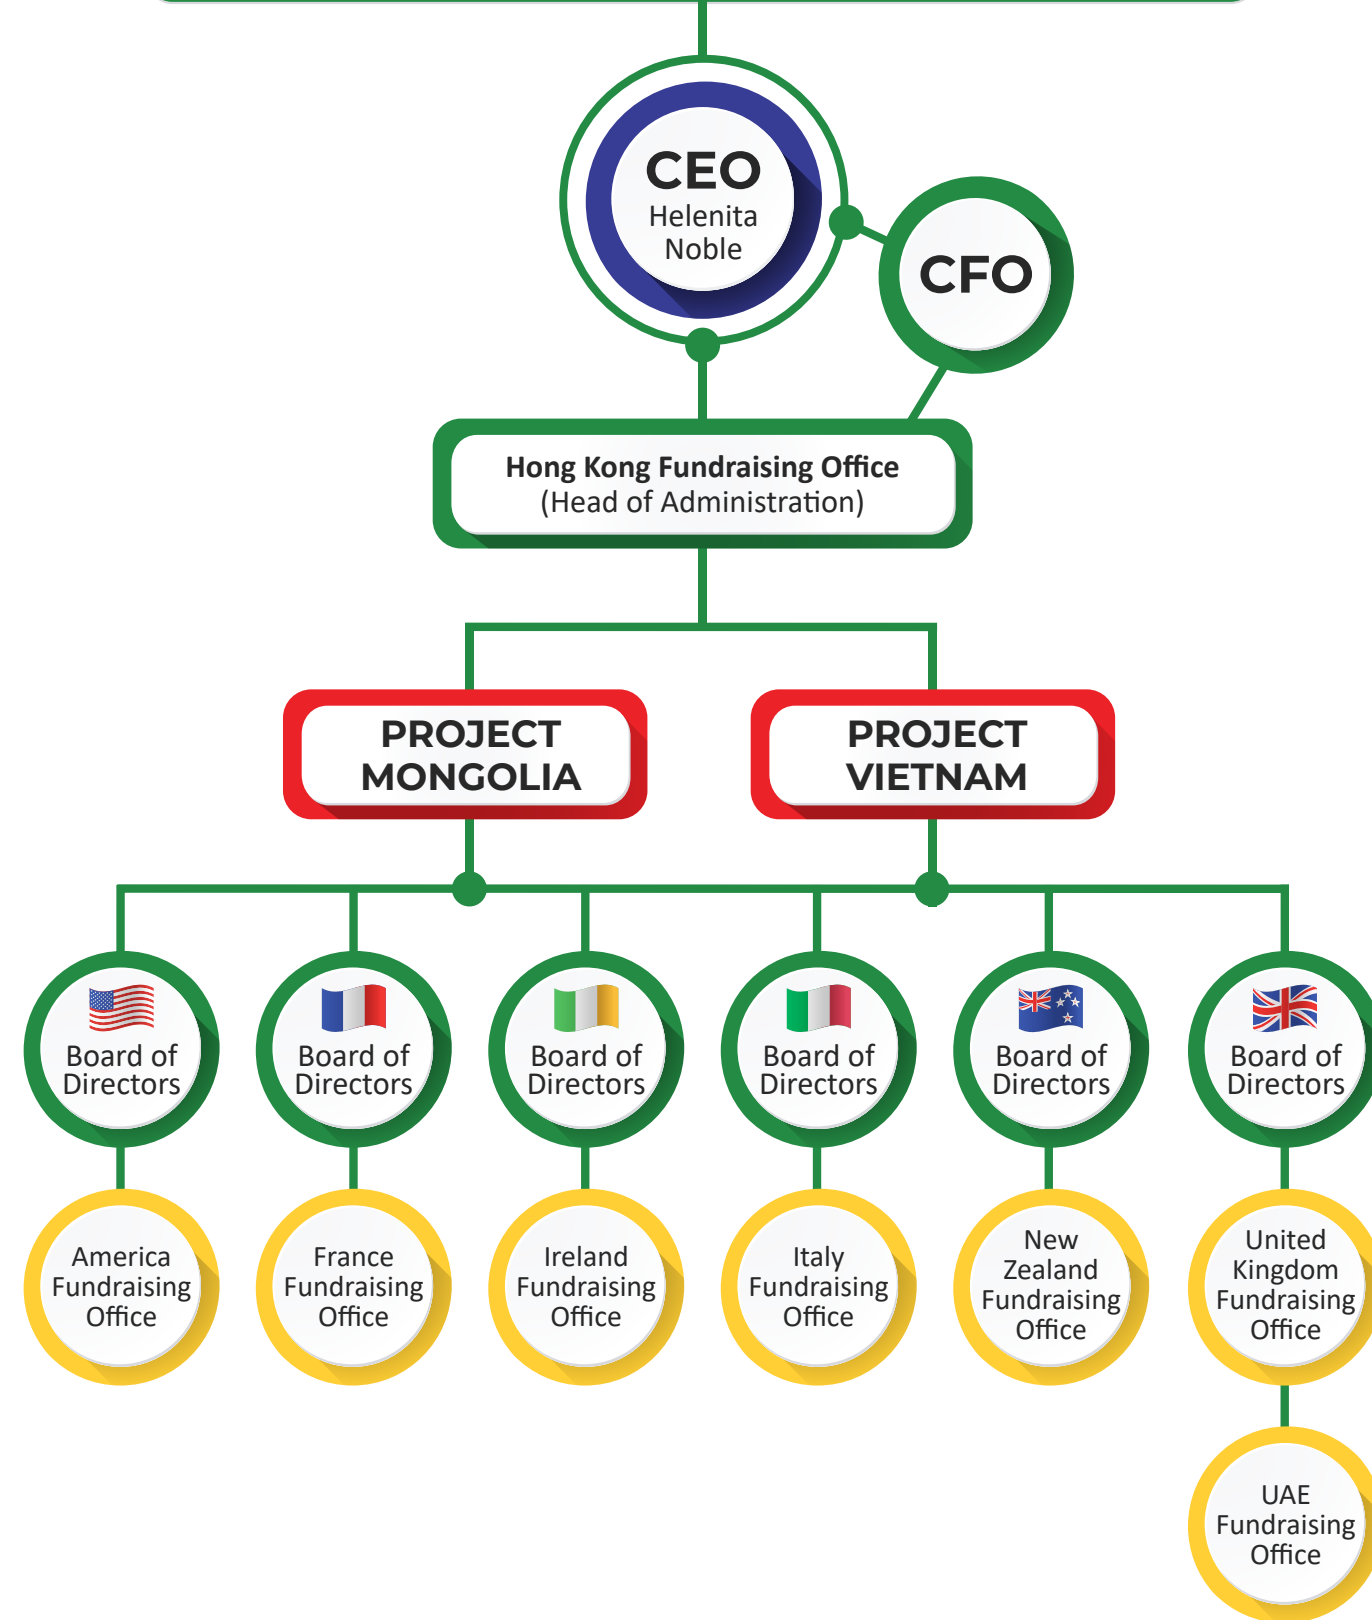 CEO
Helenita
Noble
CFO
Hong Kong Fundraising Office
(Head of Administration)
PROJECT
MONGOLIA
PROJECT
VIETNAM
Board of
Directors
Board of
Directors
Board of
Directors
Board of
Directors
Board of
Directors
Board of
Directors
America
Fundraising
Office
France
Fundraising
Office
Ireland
Fundraising
Office
Italy
Fundraising
Office
New
Zealand
Fundraising
Office
United
Kingdom
Fundraising
Office
UAE
Fundraising
Office